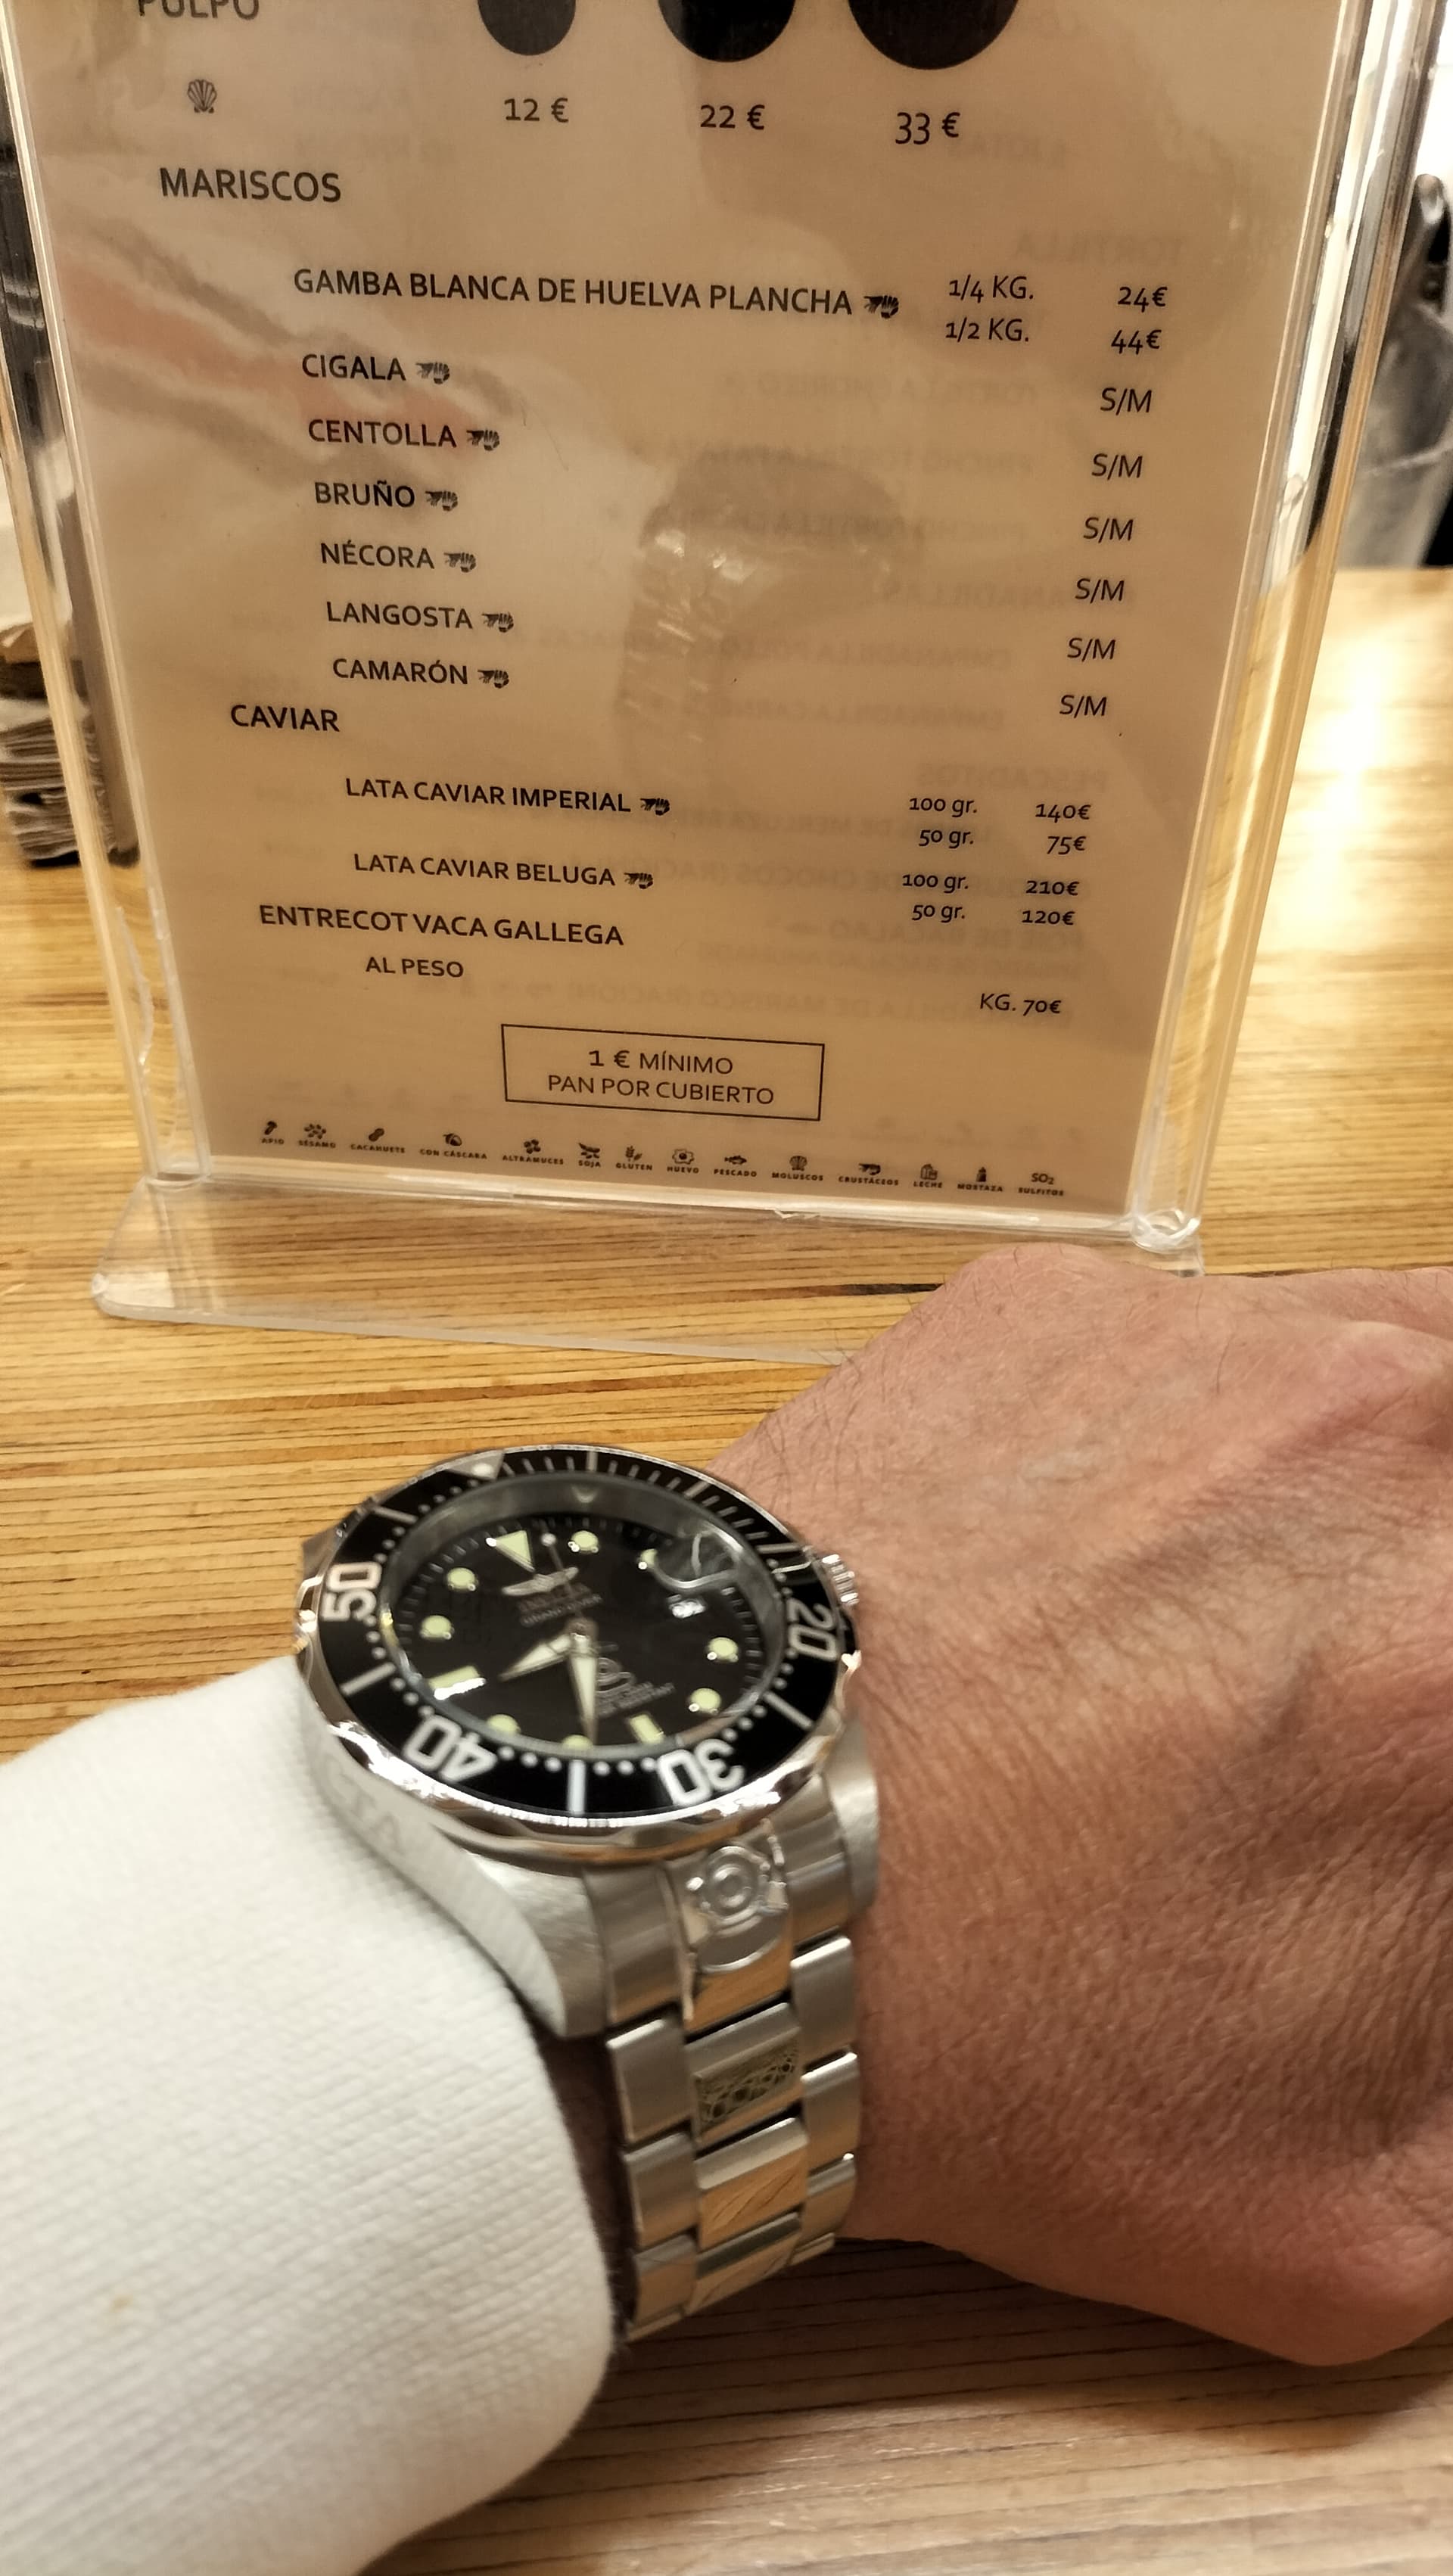 PULPO
12 € 22 € 33 €
MARISCOS
GAMBA BLANCA DE HUELVA PLANCHA 1/4 KG. 24€
1/2 KG. 44€
CIGALA S/M
CENTOLLA S/M
BRUÑO S/M
NÉCORA S/M
LANGOSTA S/M
CAMARÓN S/M
CAVIAR
LATA CAVIAR IMPERIAL 100 gr. 140€
50 gr. 75€
LATA CAVIAR BELUGA 100 gr. 210€
50 gr. 120€
ENTRECOT VACA GALLEGA
AL PESO KG. 70€
1 € MÍNIMO
PAN POR CUBIERTO
APIO SÉSAMO CACAHUETE CON CÁSCARA ALTRAMUCES SOJA GLUTEN HUEVO PESCADO MOLUSCOS CRUSTÁCEOS LECHE MOSTAZA SO2 SULFITOS
50 20
40 30